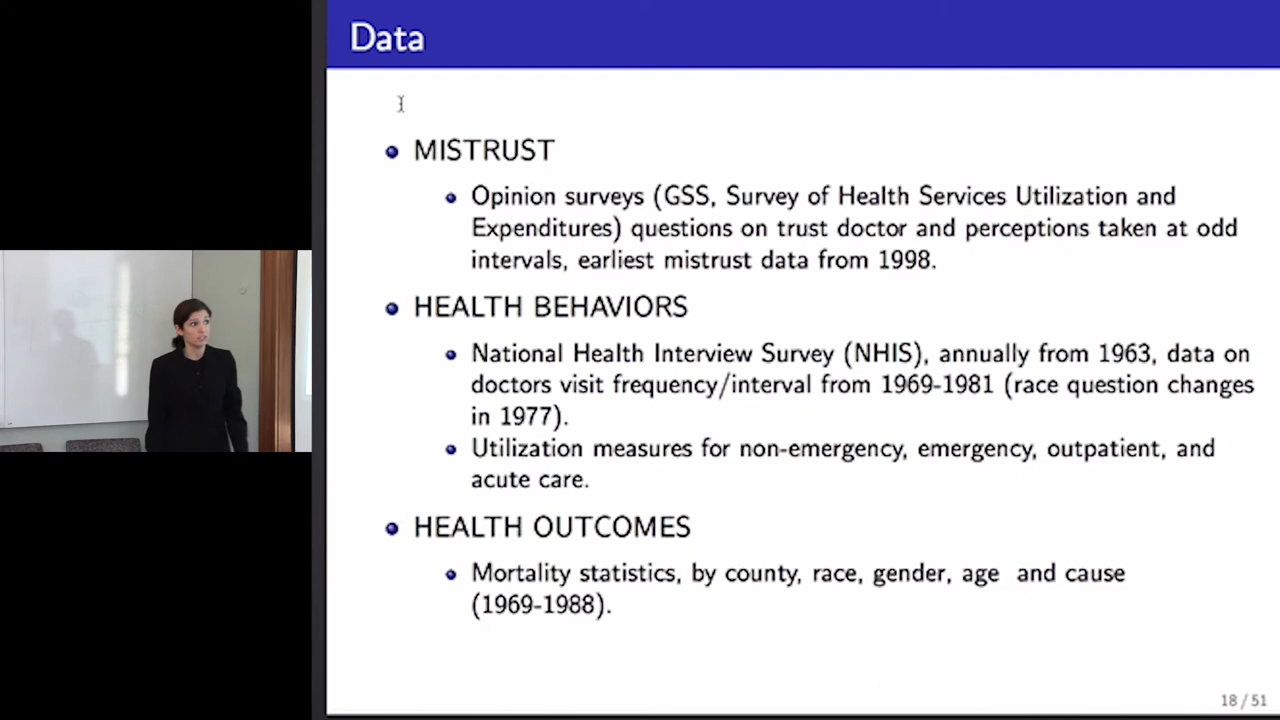 Data
MISTRUST
Opinion surveys (GSS, Survey of Health Services Utilization and
Expenditures) questions on trust doctor and perceptions taken at odd
intervals, earliest mistrust data from 1998.
HEALTH BEHAVIORS
National Health Interview Survey (NHIS), annually from 1963, data on
doctors visit frequency/interval from 1969-1981 (race question changes
in 1977).
Utilization measures for non-emergency, emergency, outpatient, and
acute care.
HEALTH OUTCOMES
Mortality statistics, by county, race, gender, age and cause
(1969-1988).
18 / 51